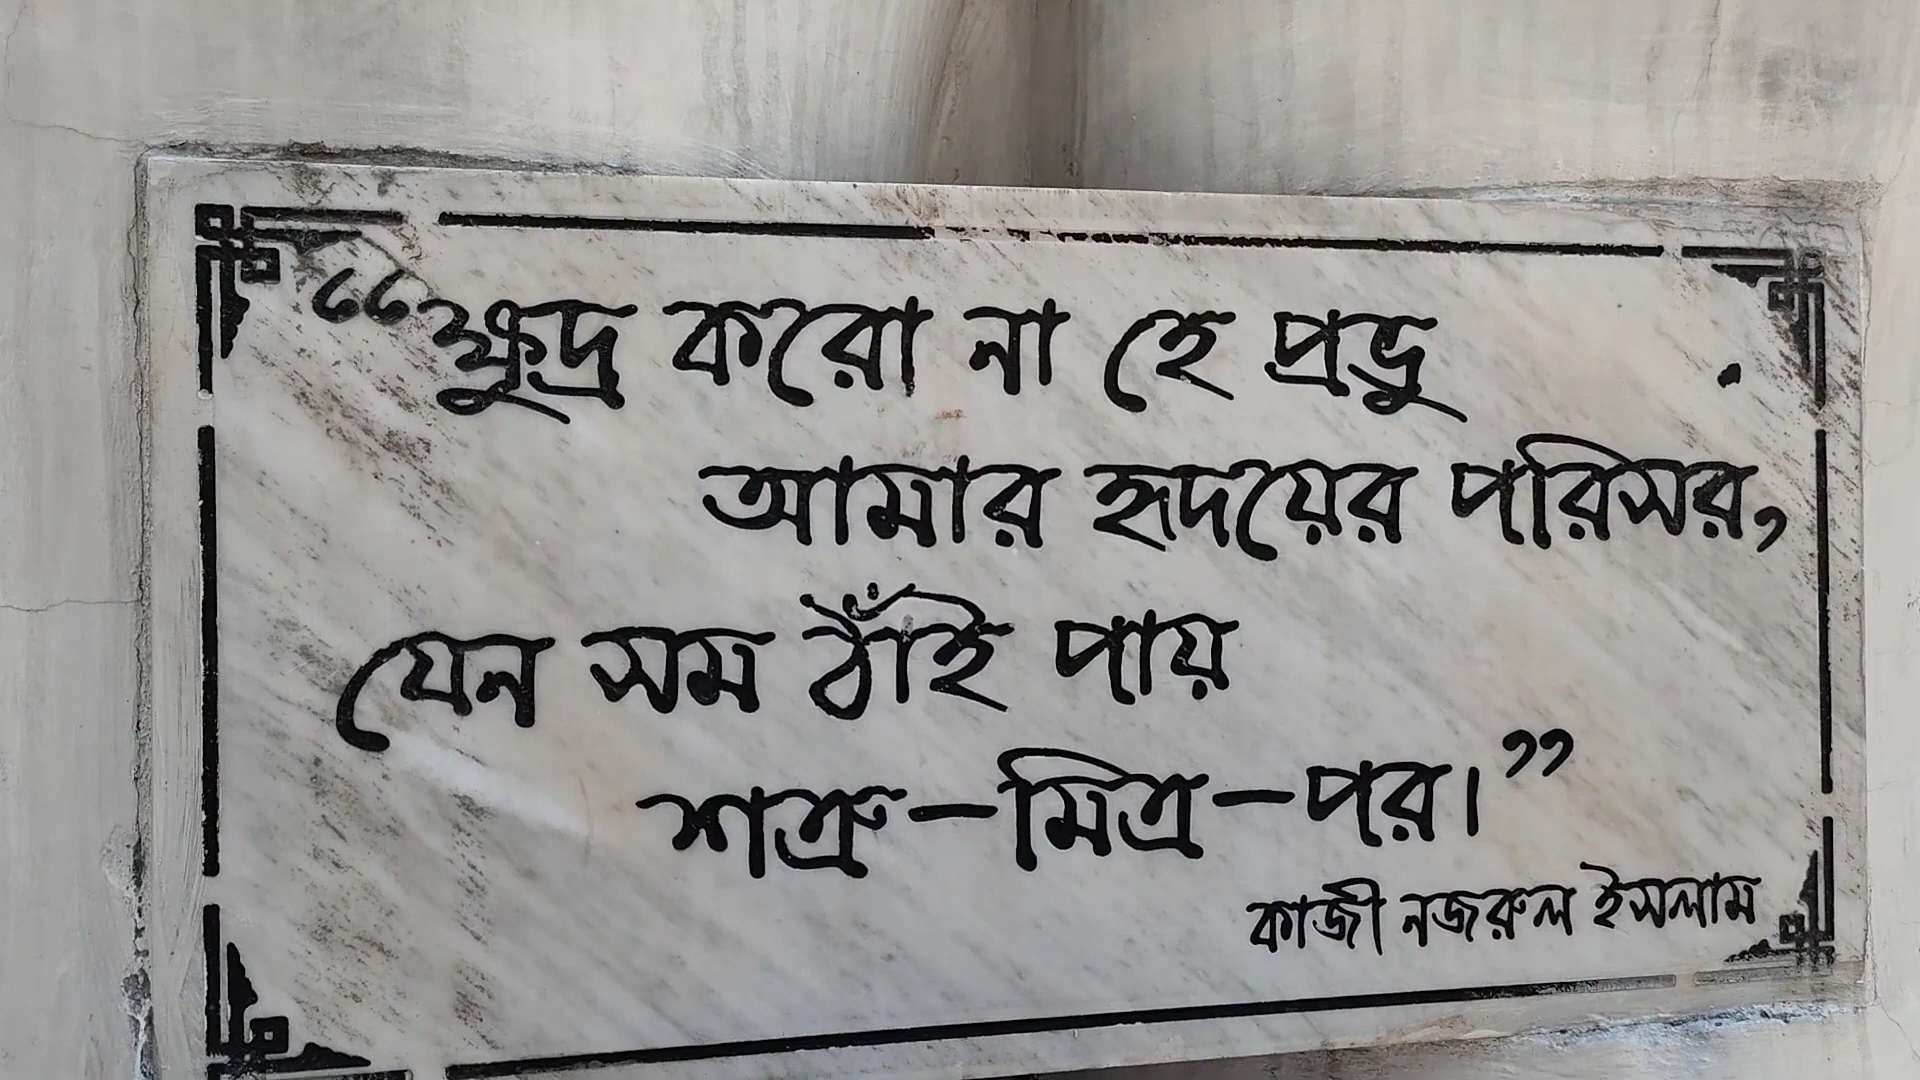 “ক্ষুদ্র করো না হে প্রভু
আমার হৃদয়ের পরিসর,
যেন সম ঠাঁই পায়
শত্রু-মিত্র-পর।”
কাজী নজরুল ইসলাম